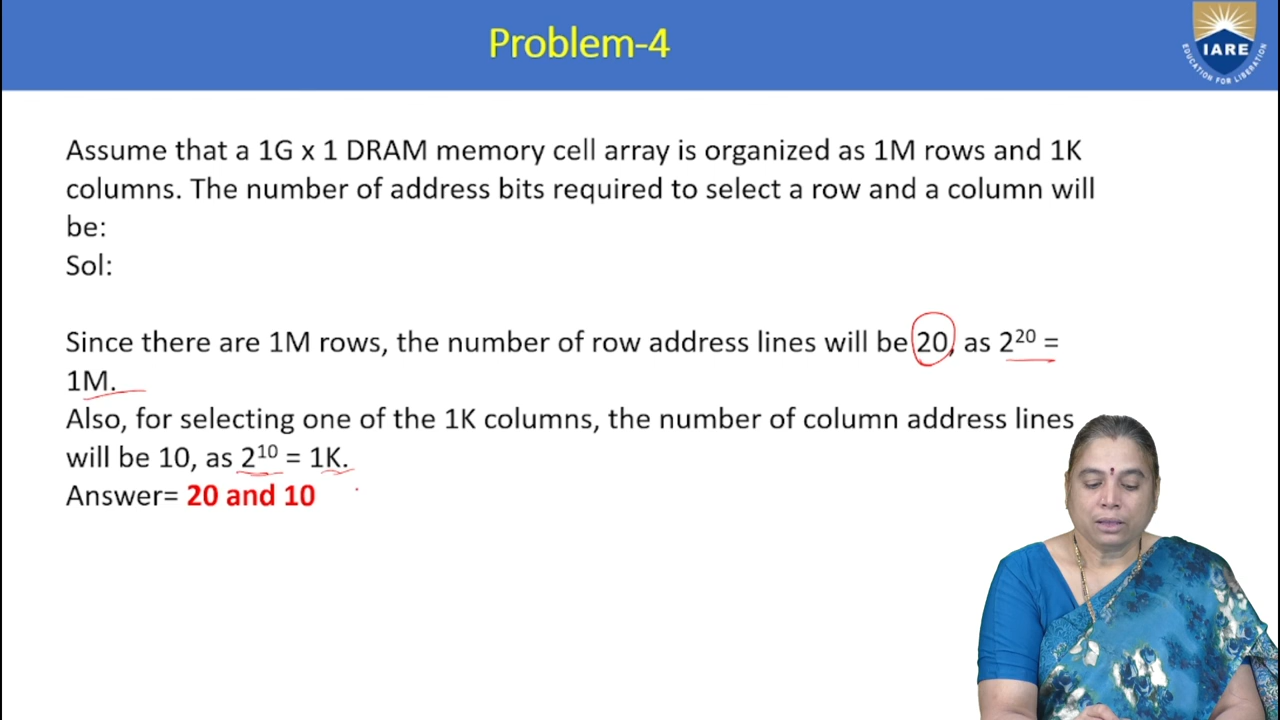 Problem-4
IARE
EDUCATION FOR LIBERATION
Assume that a 1G x 1 DRAM memory cell array is organized as 1M rows and 1K
columns. The number of address bits required to select a row and a column will
be:
Sol:
Since there are 1M rows, the number of row address lines will be 20, as 2²⁰ =
1M.
Also, for selecting one of the 1K columns, the number of column address lines
will be 10, as 2¹⁰ = 1K.
Answer= 20 and 10